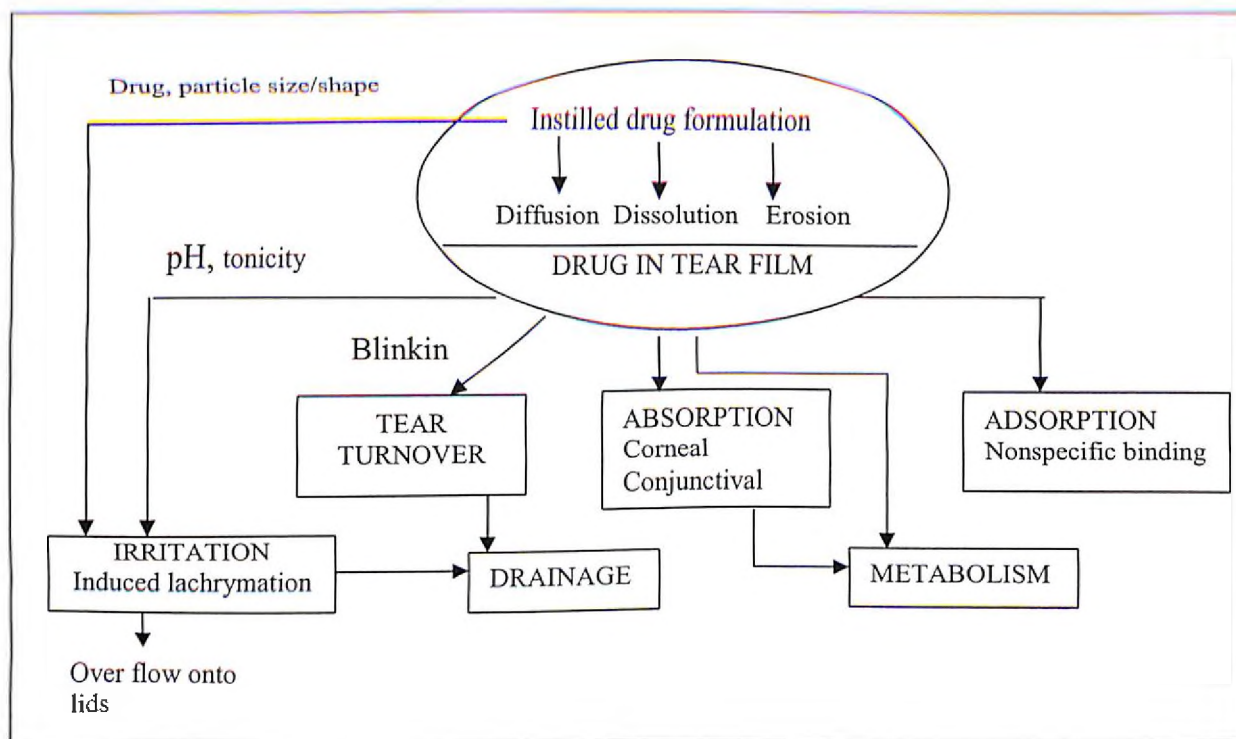 Drug, particle size/shape
Instilled drug formulation
Diffusion Dissolution Erosion
DRUG IN TEAR FILM
pH, tonicity
Blinkin
TEAR
TURNOVER
ABSORPTION
Corneal
Conjunctival
ADSORPTION
Nonspecific binding
IRRITATION
Induced lachrymation
DRAINAGE
METABOLISM
Over flow onto
lids